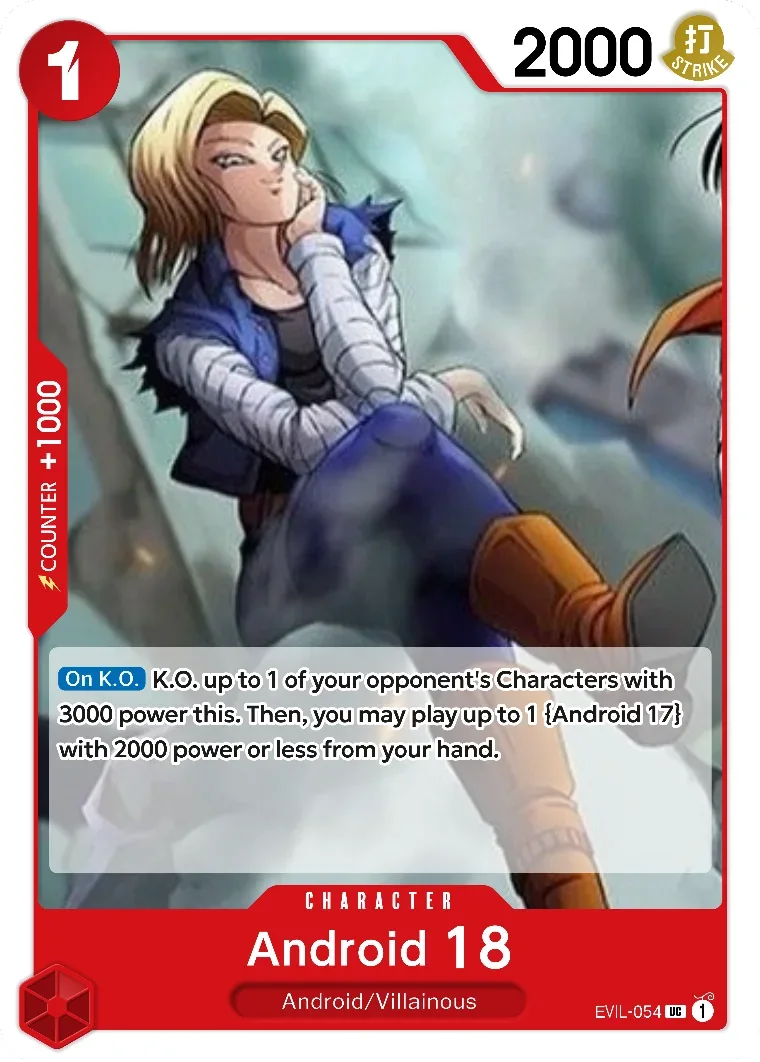 1
2000
打
STRIKE
COUNTER +1000
On K.O. K.O. up to 1 of your opponent's Characters with
3000 power this. Then, you may play up to 1 {Android 17}
with 2000 power or less from your hand.
CHARACTER
Android 18
Android/Villainous
EVIL-054 UC 1